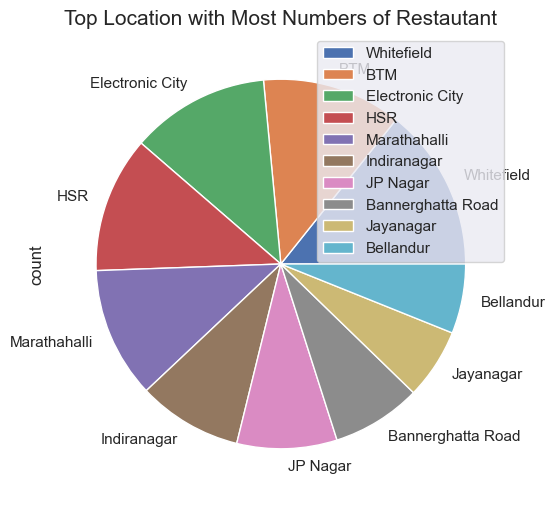 Top Location with Most Numbers of Restautant
Whitefield
BTM
Electronic City
HSR
Marathahalli
Indiranagar
JP Nagar
Bannerghatta Road
Jayanagar
Bellandur
BTM
Electronic City
Whitefield
HSR
count
Bellandur
Marathahalli
Jayanagar
Indiranagar
Bannerghatta Road
JP Nagar